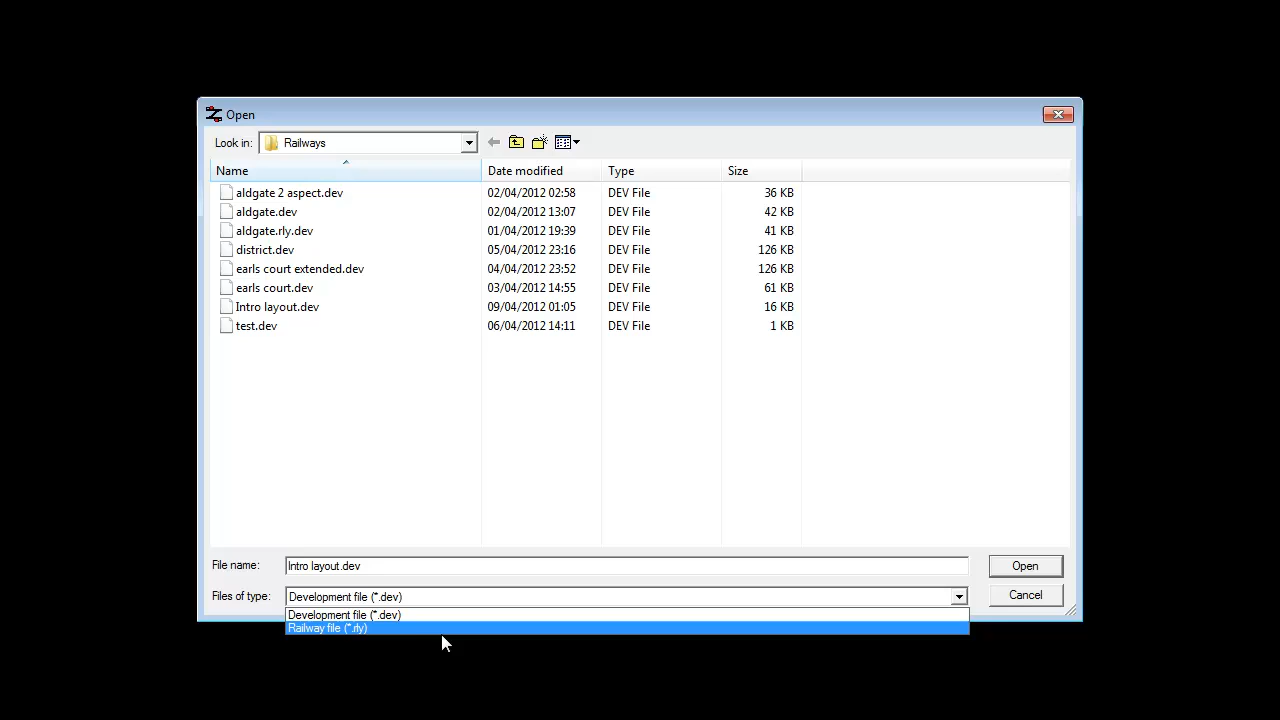 Open
Look in: Railways
Name Date modified Type Size
aldgate 2 aspect.dev 02/04/2012 02:58 DEV File 36 KB
aldgate.dev 02/04/2012 13:07 DEV File 42 KB
aldgate.rly.dev 01/04/2012 19:39 DEV File 41 KB
district.dev 05/04/2012 23:16 DEV File 126 KB
earls court extended.dev 04/04/2012 23:52 DEV File 126 KB
earls court.dev 03/04/2012 14:55 DEV File 61 KB
Intro layout.dev 09/04/2012 01:05 DEV File 16 KB
test.dev 06/04/2012 14:11 DEV File 1 KB
File name: Intro layout.dev Open
Files of type: Development file (*.dev) Cancel
Development file (*.dev)
Railway file (*.rly)